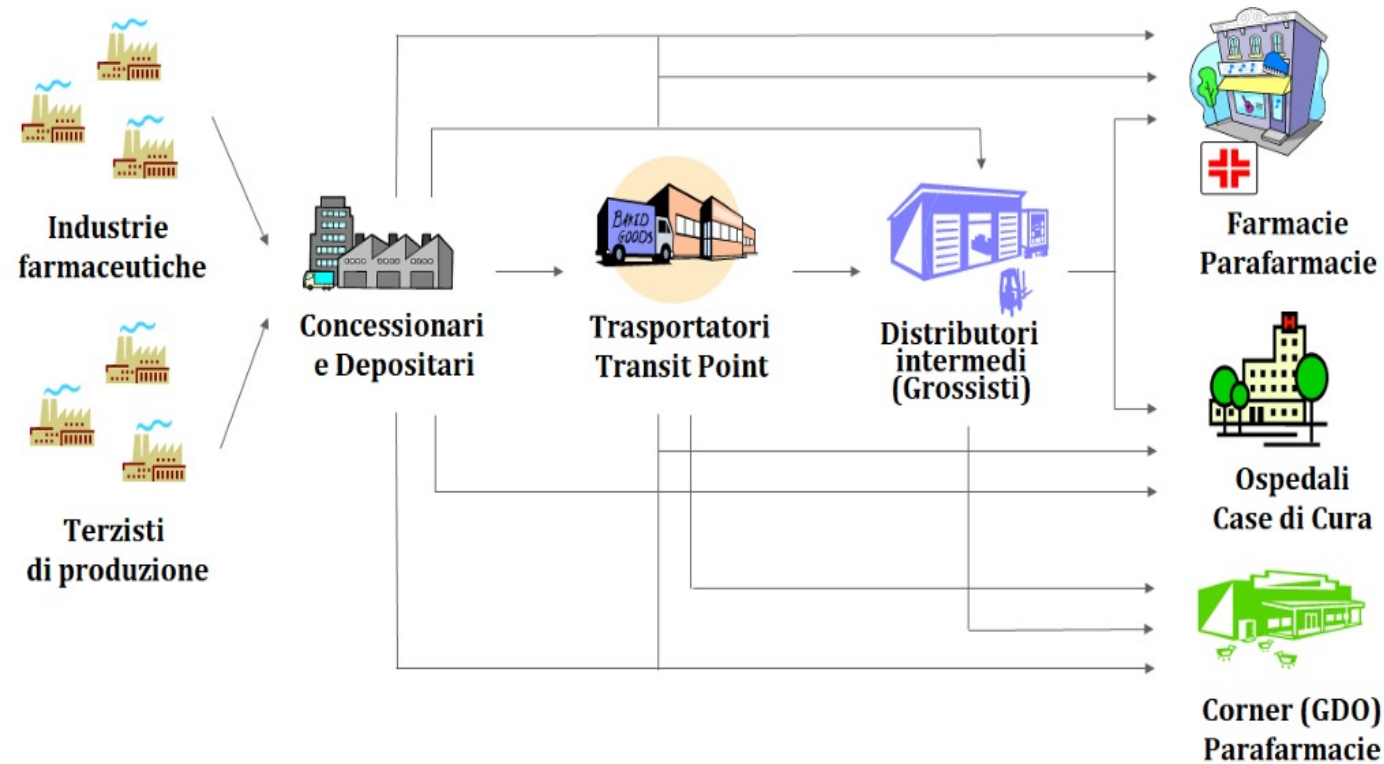 Industrie
farmaceutiche
Terzisti
di produzione
Concessionari
e Depositari
BAKED
GOODS
Trasportatori
Transit Point
Distributori
intermedi
(Grossisti)
Farmacie
Parafarmacie
H
Ospedali
Case di Cura
Corner (GDO)
Parafarmacie